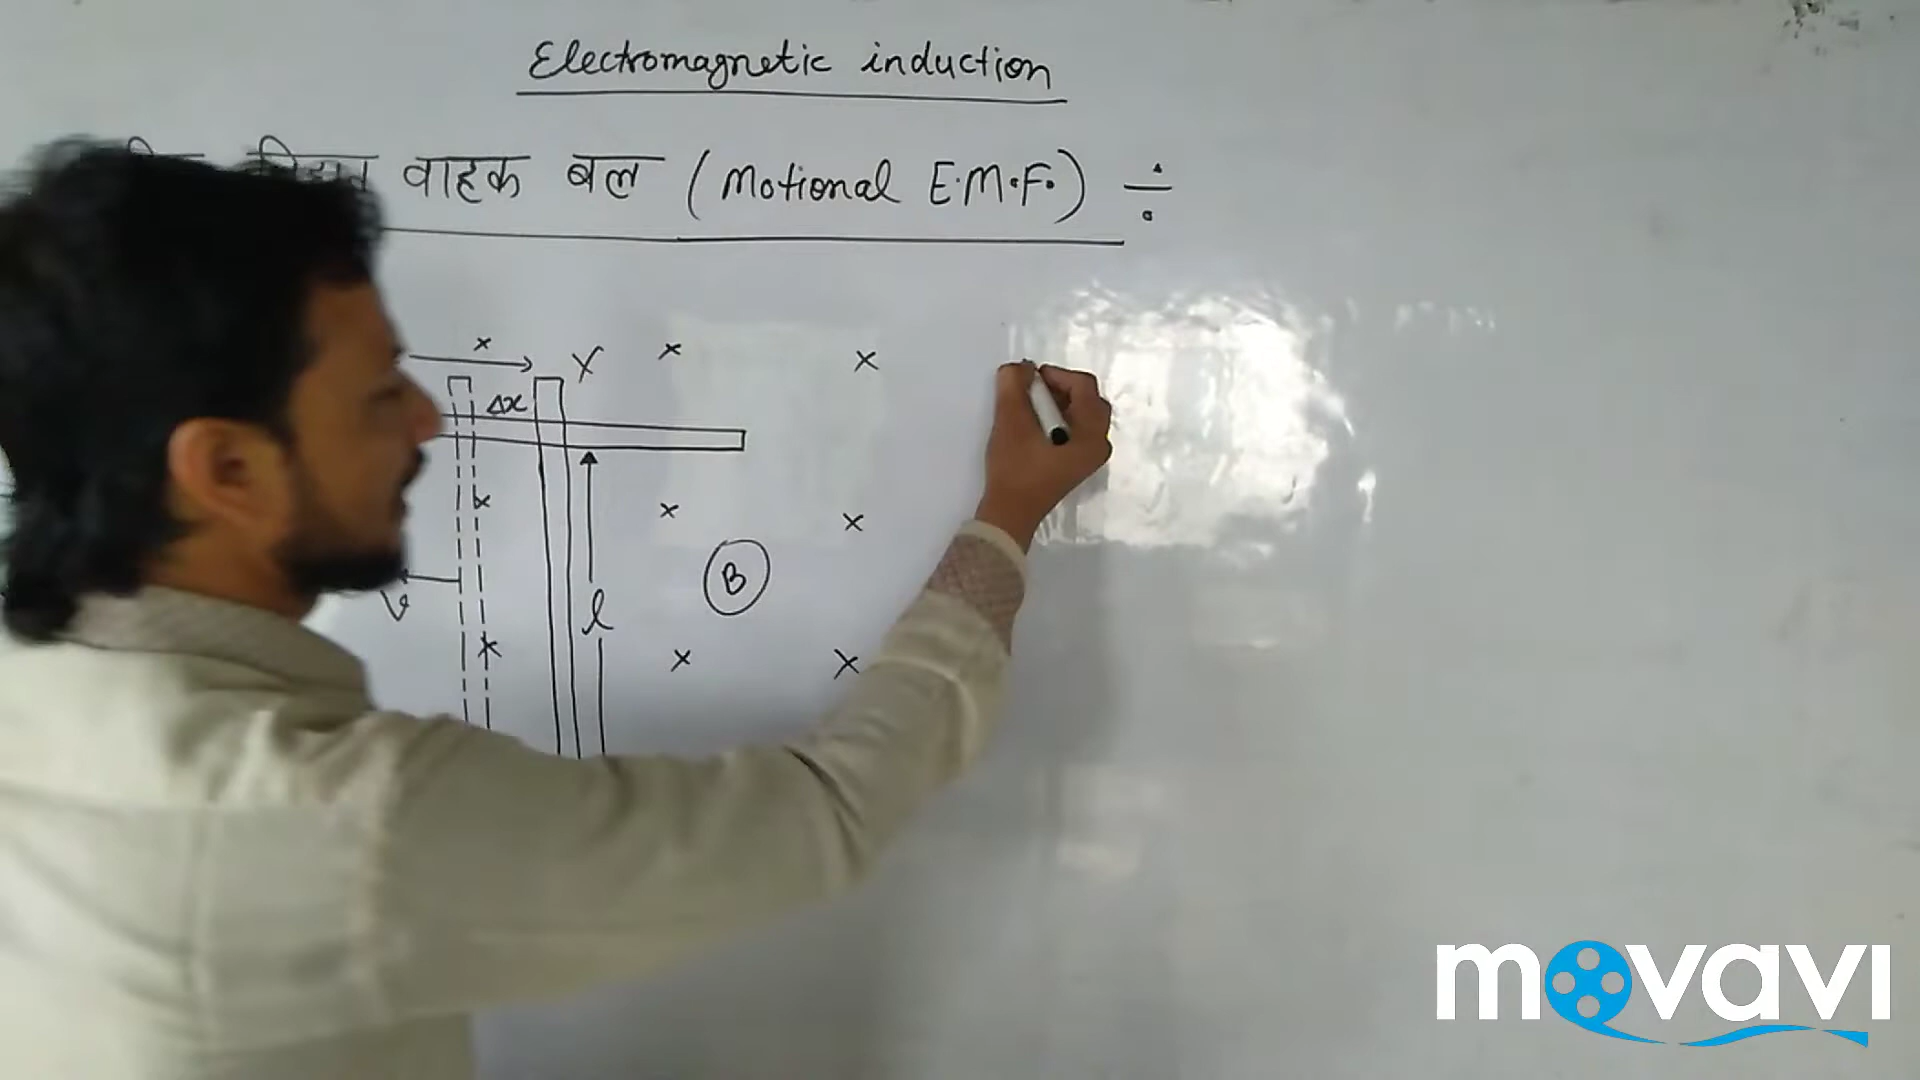 Electromagnetic induction
वाहक बल (Motional E.M.F.) ÷
x Y x x
Δx
x x x
B
v l
x x x
movavi